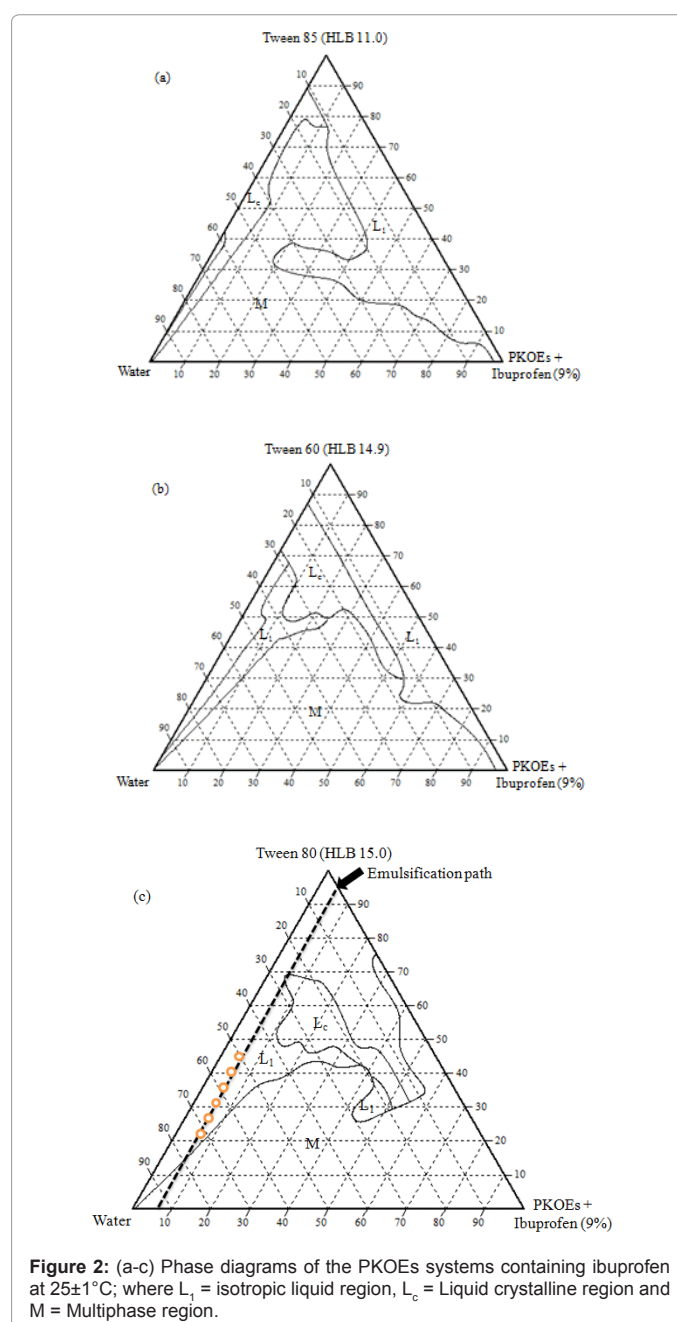 Tween 85 (HLB 11.0)
(a)
10 90
20 80
30 70
40 60
50 Lc 50
60 L1 40
70 30
80 M 20
90 10
PKOEs +
Water 10 20 30 40 50 60 70 80 90 Ibuprofen (9%)
Tween 60 (HLB 14.9)
(b)
10 90
20 80
30 70
40 Lc 60
50 50
60 L1 L1 40
70 30
80 M 20
90 10
PKOEs +
Water 10 20 30 40 50 60 70 80 90 Ibuprofen (9%)
Tween 80 (HLB 15.0)
Emulsification path
(c)
10 90
20 80
30 70
40 60
50 Lc 50
60 L1 40
70 L1 30
80 M 20
90 10
PKOEs +
Water 10 20 30 40 50 60 70 80 90 Ibuprofen (9%)
Figure 2: (a-c) Phase diagrams of the PKOEs systems containing ibuprofen
at 25±1°C; where L1 = isotropic liquid region, Lc = Liquid crystalline region and
M = Multiphase region.